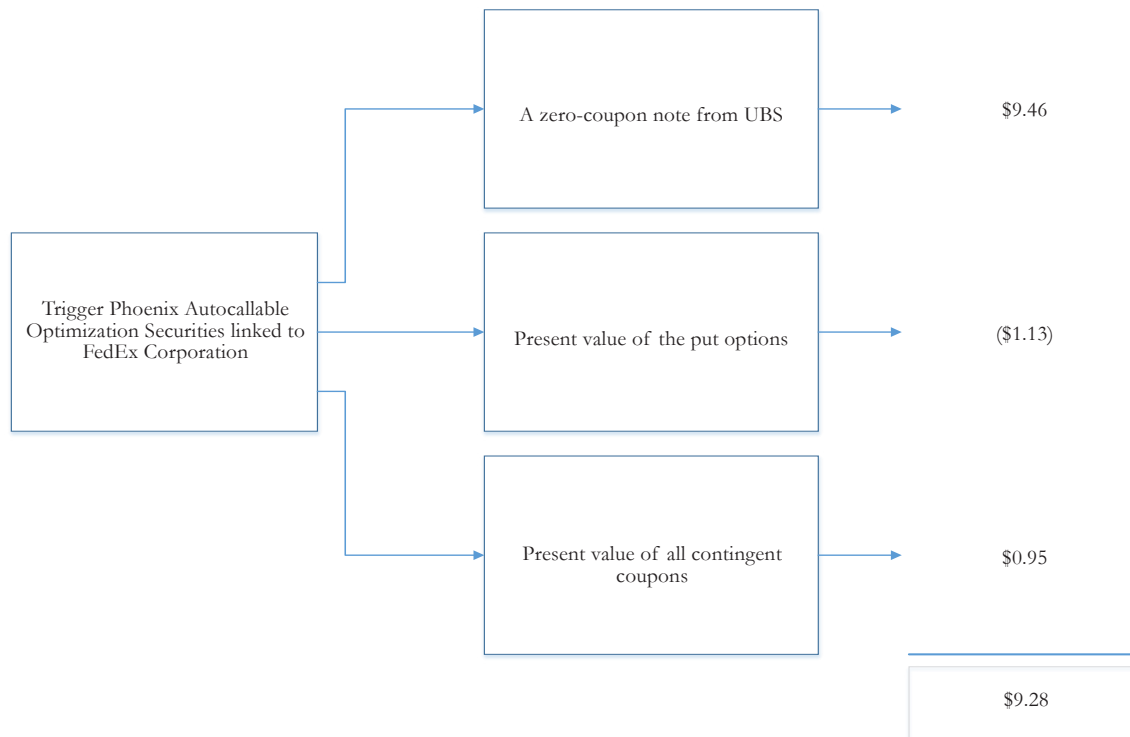 A zero-coupon note from UBS
$9.46
Trigger Phoenix Autocallable
Optimization Securities linked to
FedEx Corporation
Present value of the put options
($1.13)
Present value of all contingent
coupons
$0.95
$9.28